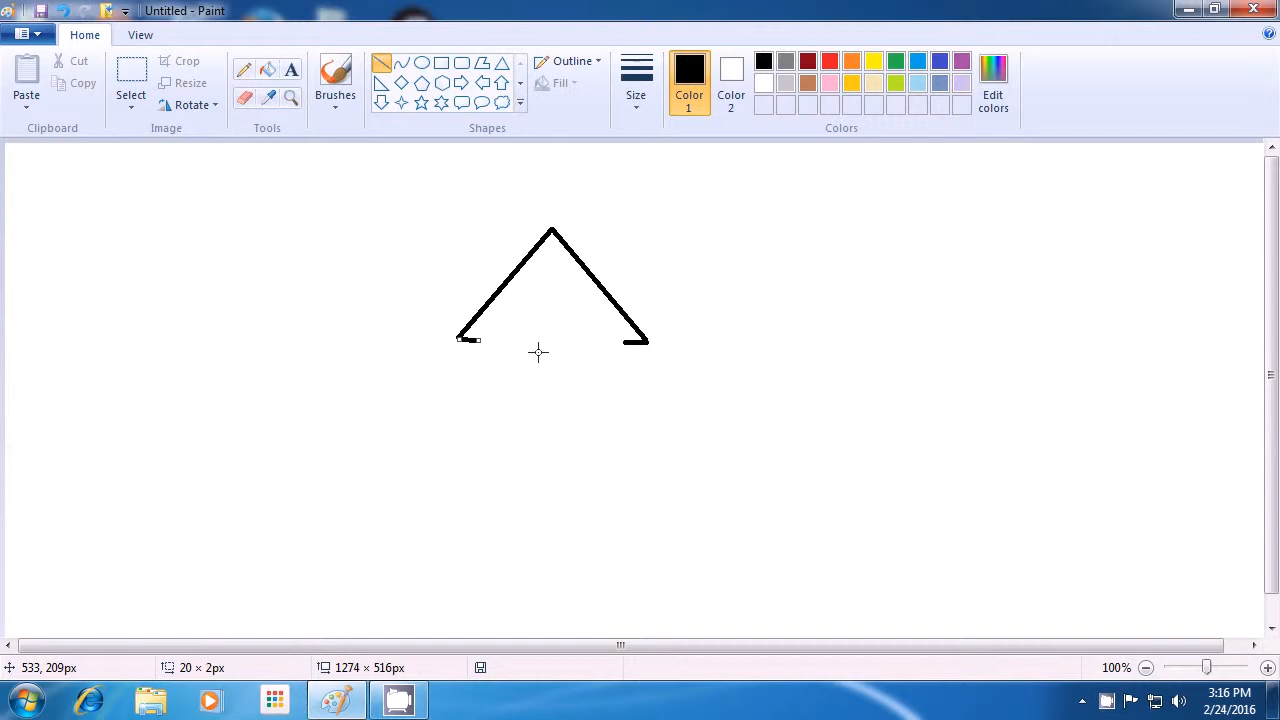 Untitled - Paint
Home View
Paste
Cut
Copy
Clipboard
Select
Crop
Resize
Rotate
Image
A
Tools
Brushes
Shapes
Outline
Fill
Size
Color 1
Color 2
Edit colors
Colors
533, 209px 20 × 2px 1274 × 516px 100%
3:16 PM
2/24/2016